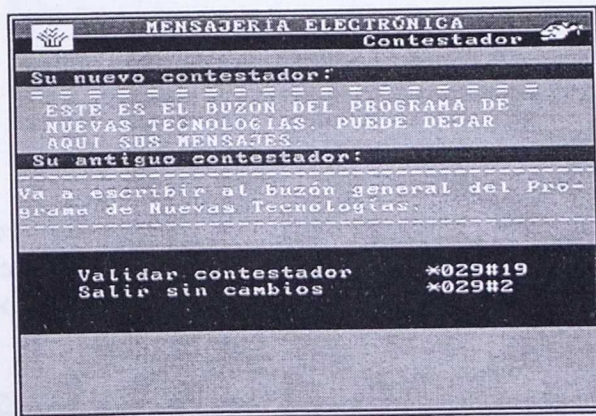 MENSAJERÍA ELECTRÓNICA
Contestador
Su nuevo contestador:
= = = = = = = = = = = = = = = = = =
ESTE ES EL BUZON DEL PROGRAMA DE
NUEVAS TECNOLOGIAS. PUEDE DEJAR
AQUI SUS MENSAJES.
Su antiguo contestador:
Va a escribir al buzón general del Pro-
grama de Nuevas Tecnologías.
Validar contestador *029#19
Salir sin cambios *029#2